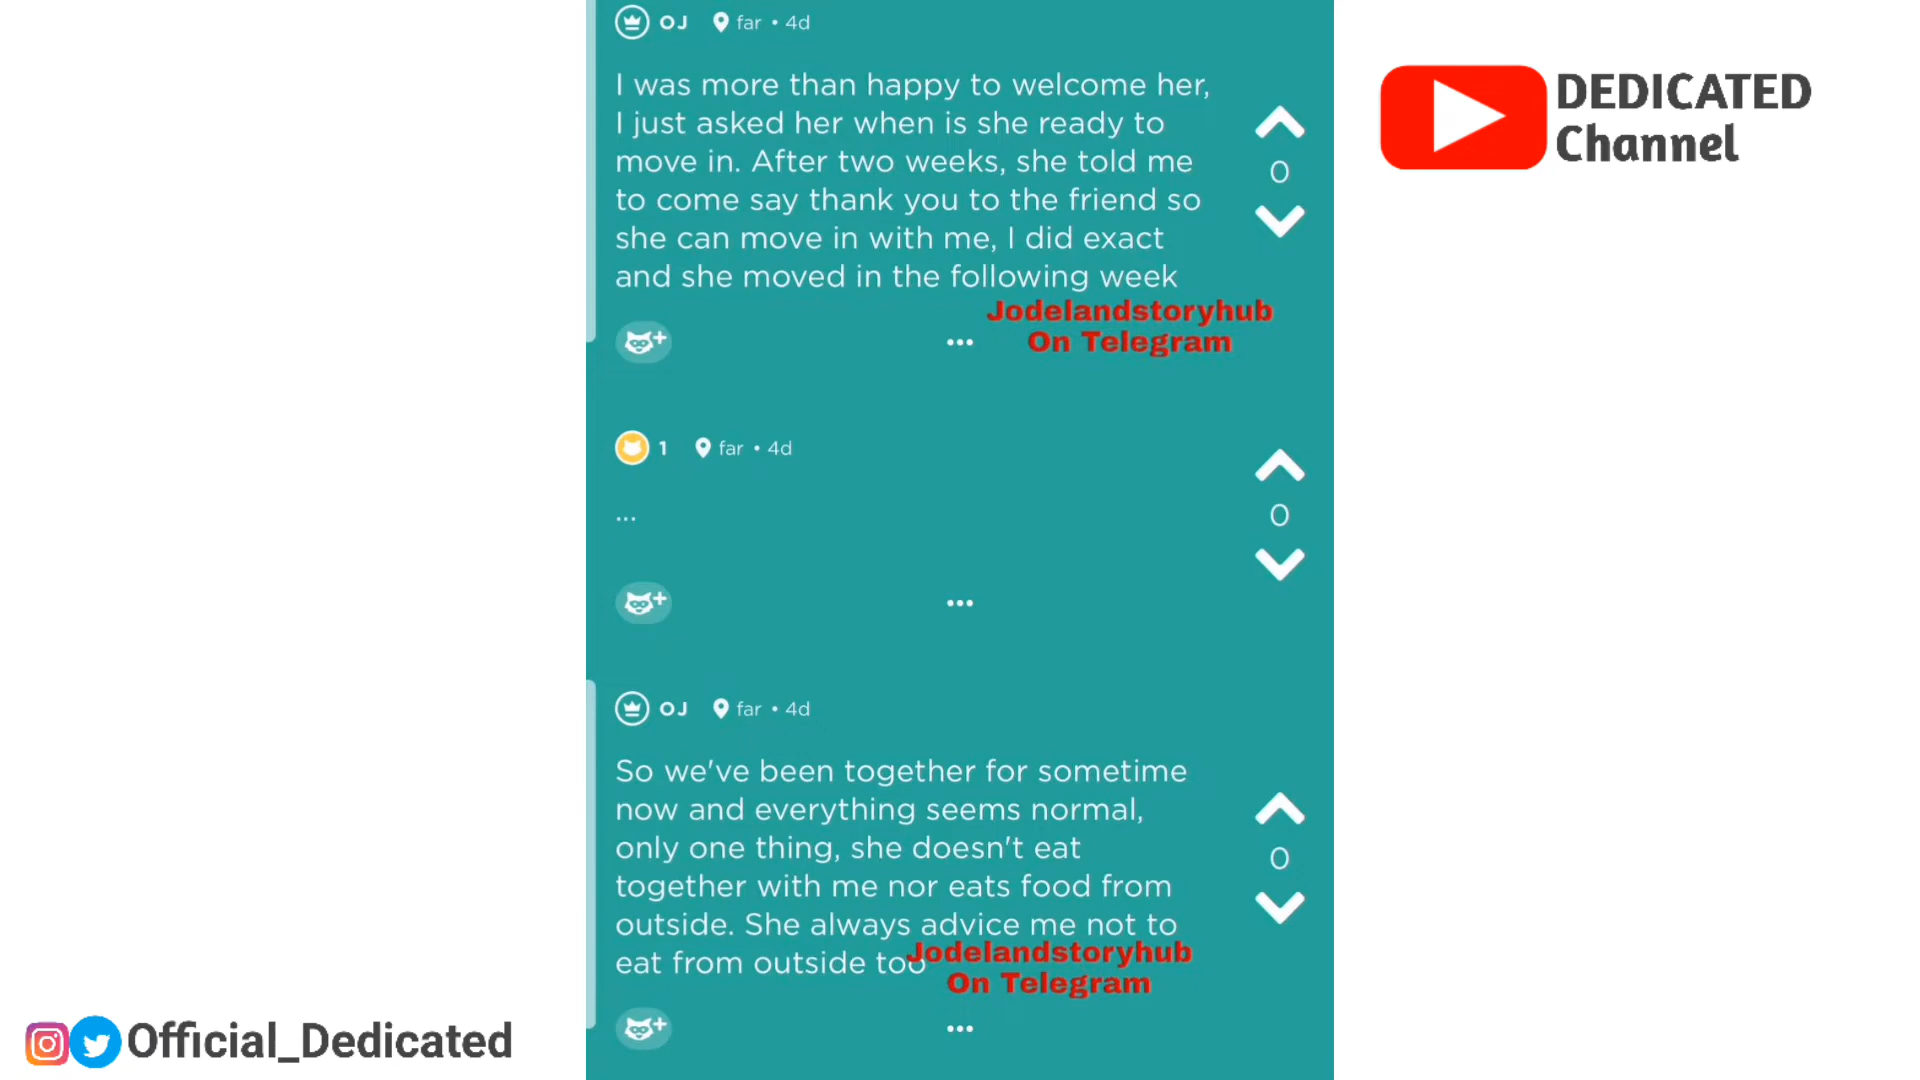 OJ far • 4d
I was more than happy to welcome her,
I just asked her when is she ready to
move in. After two weeks, she told me
to come say thank you to the friend so
she can move in with me, I did exact
and she moved in the following week
0
Jodelandstoryhub
On Telegram
1 far • 4d
...
0
OJ far • 4d
So we've been together for sometime
now and everything seems normal,
only one thing, she doesn't eat
together with me nor eats food from
outside. She always advice me not to
eat from outside too
0
Jodelandstoryhub
On Telegram
DEDICATED
Channel
Official_Dedicated